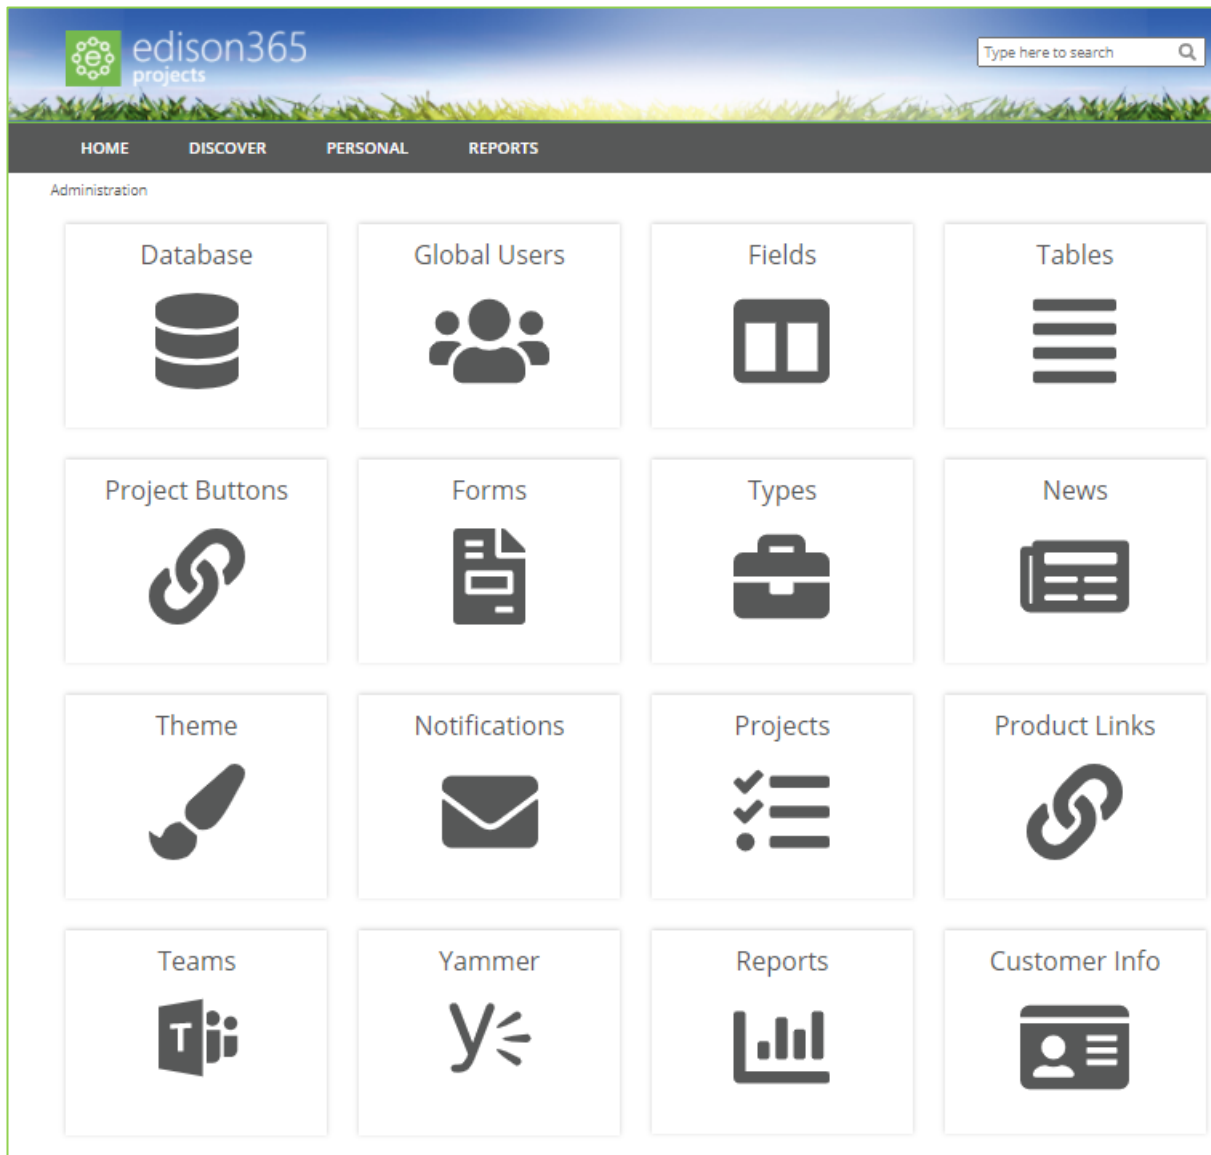 edison365
projects
Type here to search
HOME DISCOVER PERSONAL REPORTS
Administration
Database Global Users Fields Tables
Project Buttons Forms Types News
Theme Notifications Projects Product Links
Teams Yammer Reports Customer Info